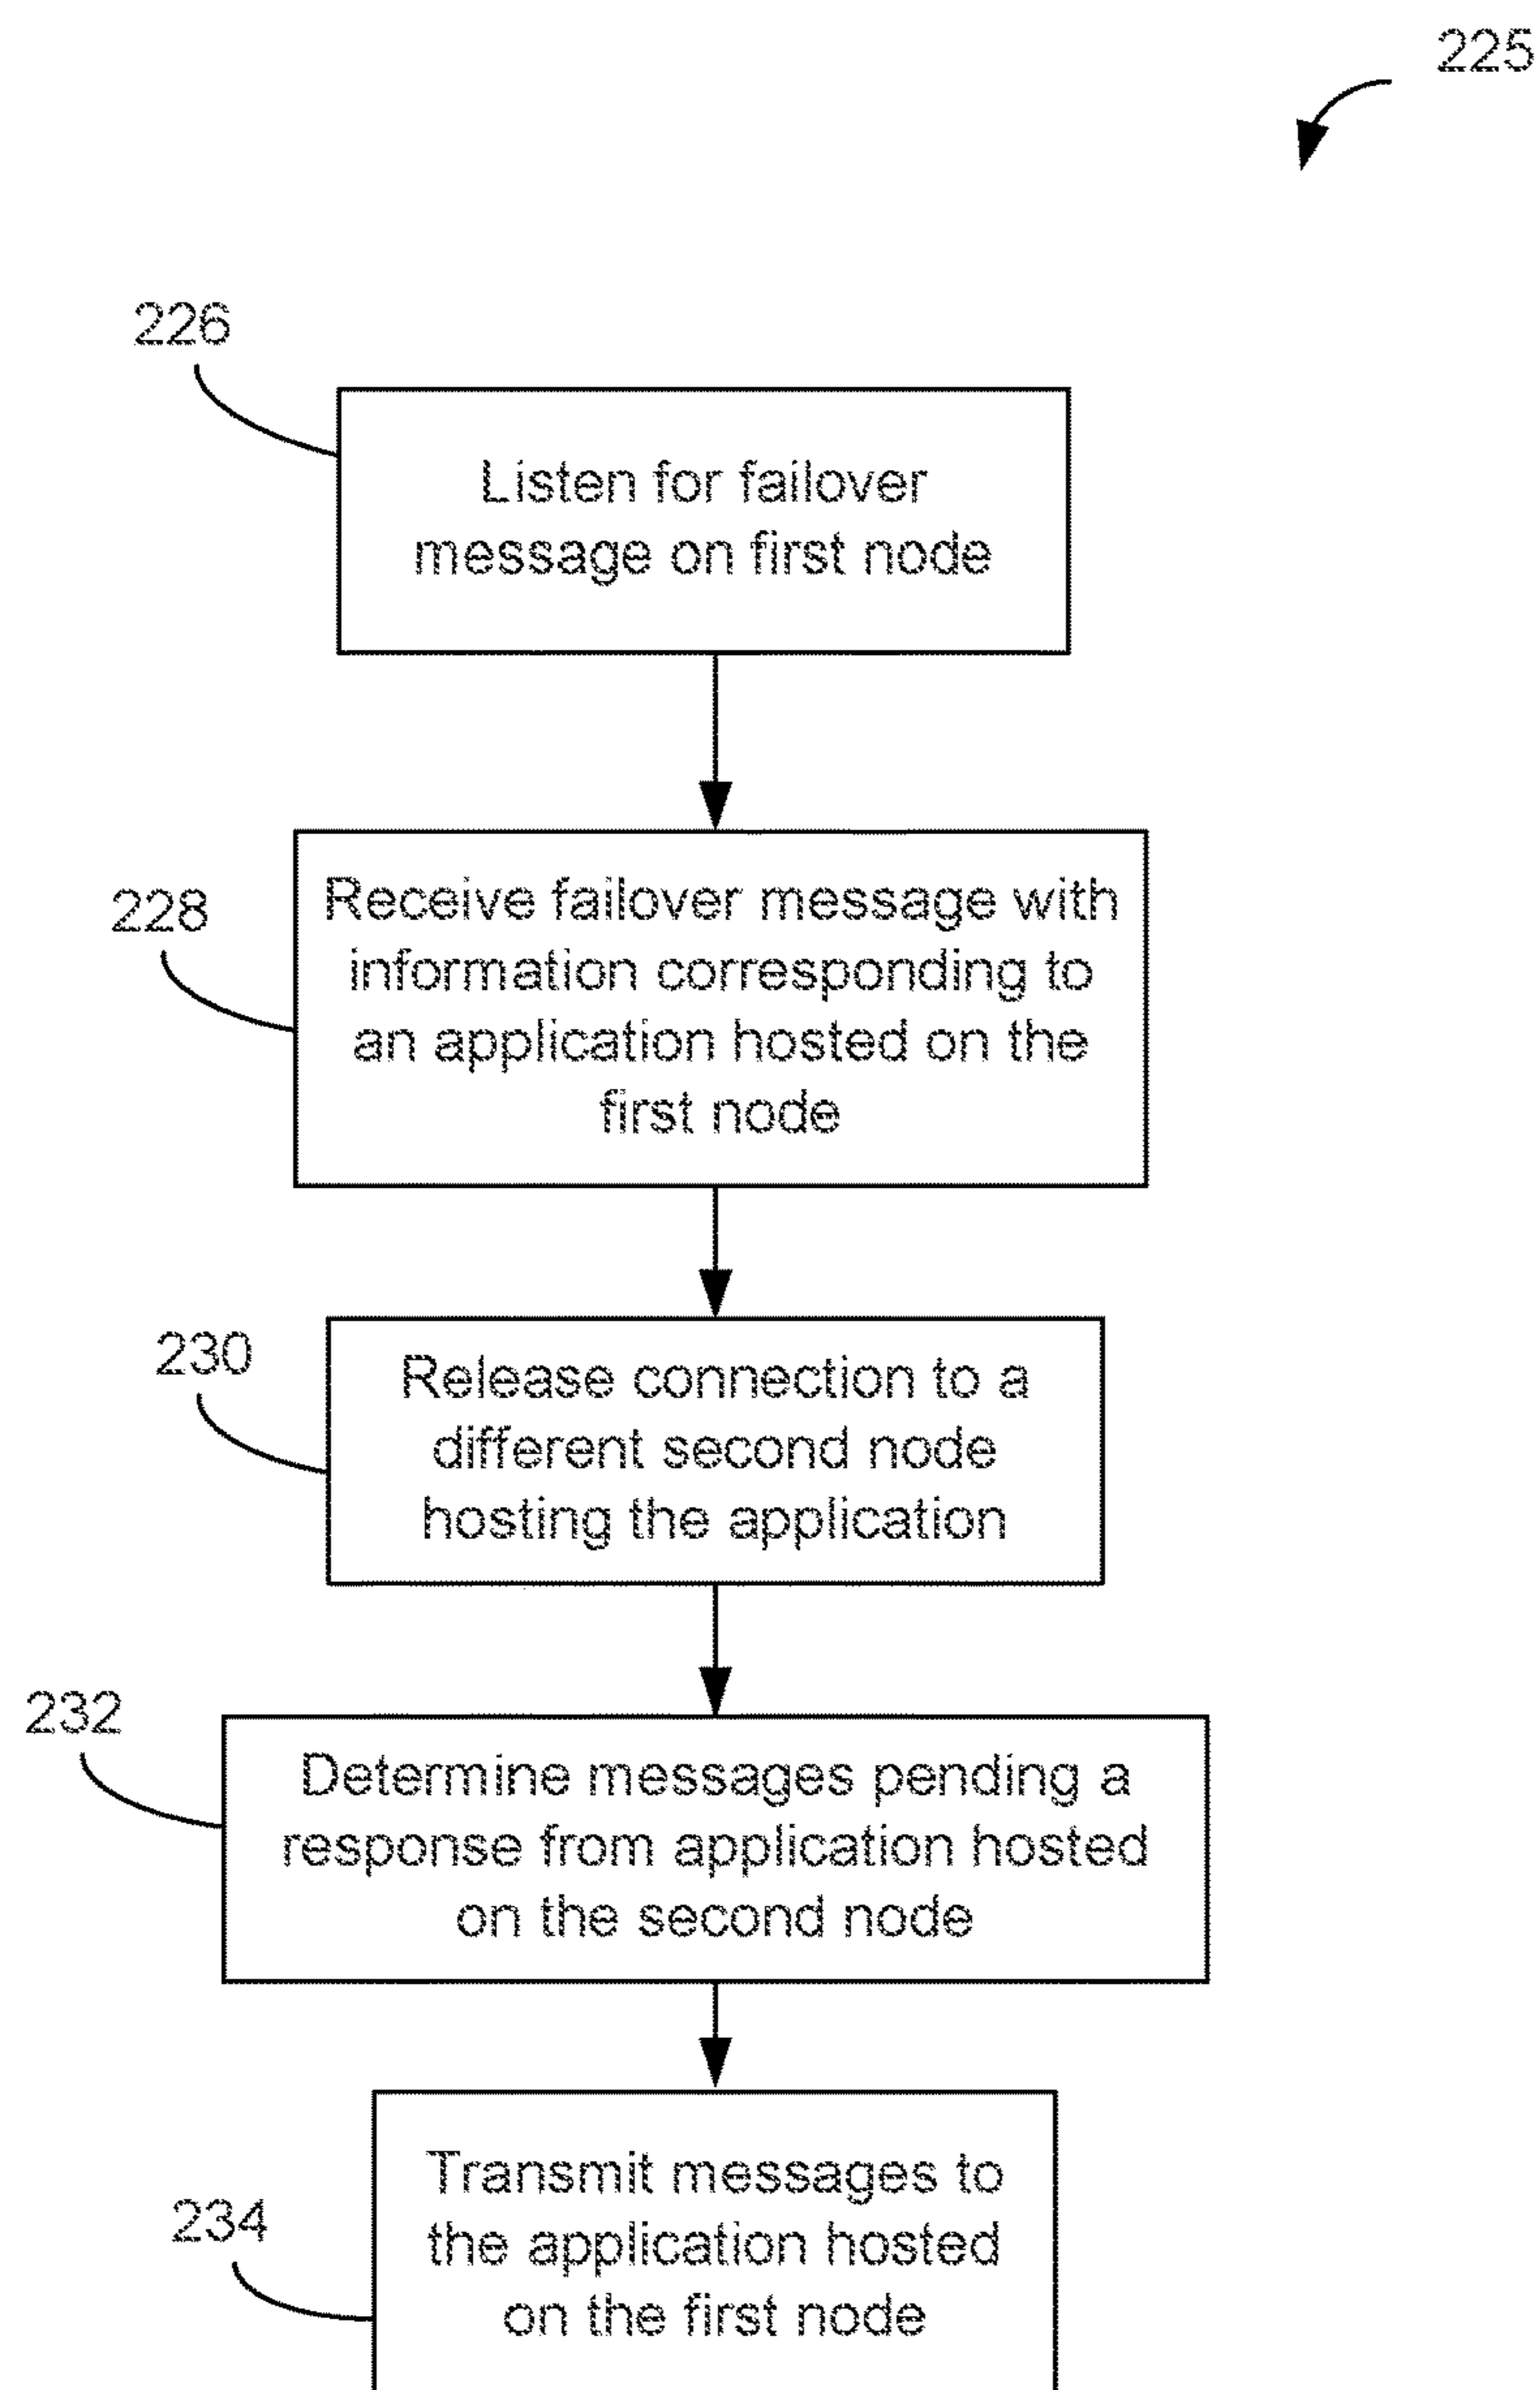 225
226
Listen for failover
message on first node
228
Receive failover message with
information corresponding to
an application hosted on the
first node
230
Release connection to a
different second node
hosting the application
232
Determine messages pending a
response from application hosted
on the second node
234
Transmit messages to
the application hosted
on the first node